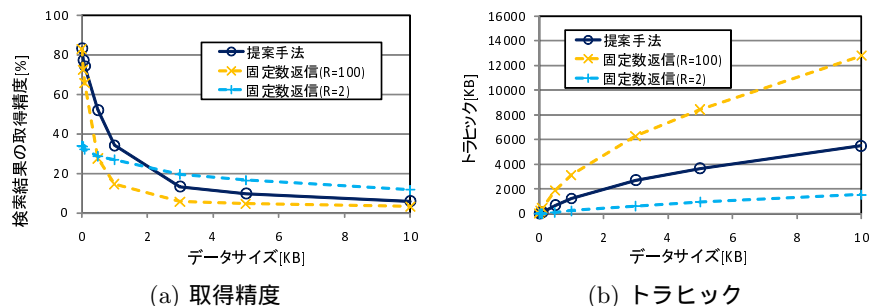 検索結果の取得精度[%]
100
80
60
40
20
0
提案手法
固定数返信(R=100)
固定数返信(R=2)
0 2 4 6 8 10
データサイズ[KB]
(a) 取得精度
トラヒック[KB]
16000
14000
12000
10000
8000
6000
4000
2000
0
提案手法
固定数返信(R=100)
固定数返信(R=2)
0 2 4 6 8 10
データサイズ[KB]
(b) トラヒック